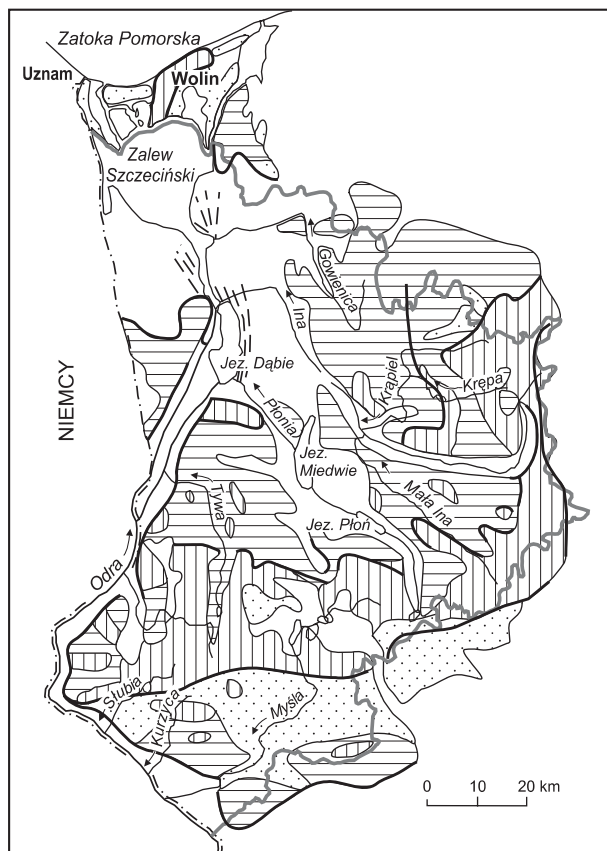 Zatoka Pomorska
Uznam
Wolin
Zalew
Szczeciński
Gowienica
Ina
NIEMCY
Jez. Dąbie
Krąpiel
Krępa
Płonia
Jez.
Miedwie
Tywa
Mała Ina
Jez. Płoń
Odra
Słubia
Kurzyca
Myśla
0 10 20 km